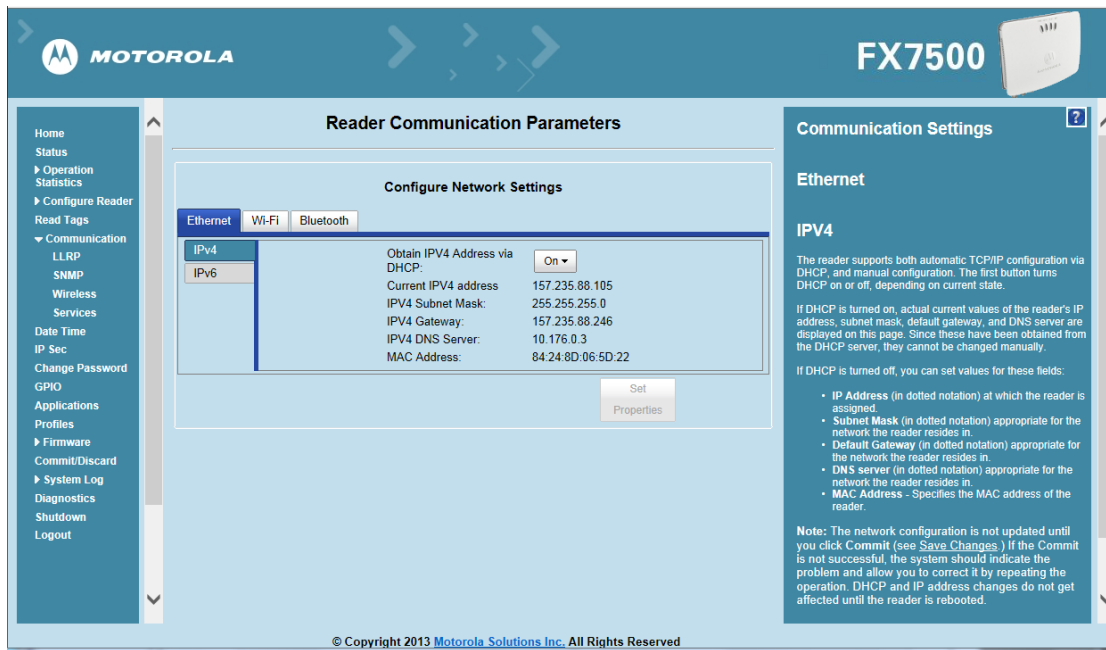 MOTOROLA
FX7500
Home
Status
Operation
Statistics
Configure Reader
Read Tags
Communication
LLRP
SNMP
Wireless
Services
Date Time
IP Sec
Change Password
GPIO
Applications
Profiles
Firmware
Commit/Discard
System Log
Diagnostics
Shutdown
Logout
Reader Communication Parameters
Configure Network Settings
Ethernet Wi-Fi Bluetooth
IPv4
IPv6
Obtain IPV4 Address via
DHCP: On
Current IPV4 address 157.235.88.105
IPV4 Subnet Mask: 255.255.255.0
IPV4 Gateway: 157.235.88.246
IPV4 DNS Server: 10.176.0.3
MAC Address: 84:24:8D:06:5D:22
Set
Properties
Communication Settings
?
Ethernet
IPV4
The reader supports both automatic TCP/IP configuration via
DHCP, and manual configuration. The first button turns
DHCP on or off, depending on current state.
If DHCP is turned on, actual current values of the reader's IP
address, subnet mask, default gateway, and DNS server are
displayed on this page. Since these have been obtained from
the DHCP server, they cannot be changed manually.
If DHCP is turned off, you can set values for these fields:
• IP Address (in dotted notation) at which the reader is
assigned.
• Subnet Mask (in dotted notation) appropriate for the
network the reader resides in.
• Default Gateway (in dotted notation) appropriate for
the network the reader resides in.
• DNS server (in dotted notation) appropriate for the
network the reader resides in.
• MAC Address - Specifies the MAC address of the
reader.
Note: The network configuration is not updated until
you click Commit (see Save Changes.) If the Commit
is not successful, the system should indicate the
problem and allow you to correct it by repeating the
operation. DHCP and IP address changes do not get
affected until the reader is rebooted.
© Copyright 2013 Motorola Solutions Inc. All Rights Reserved